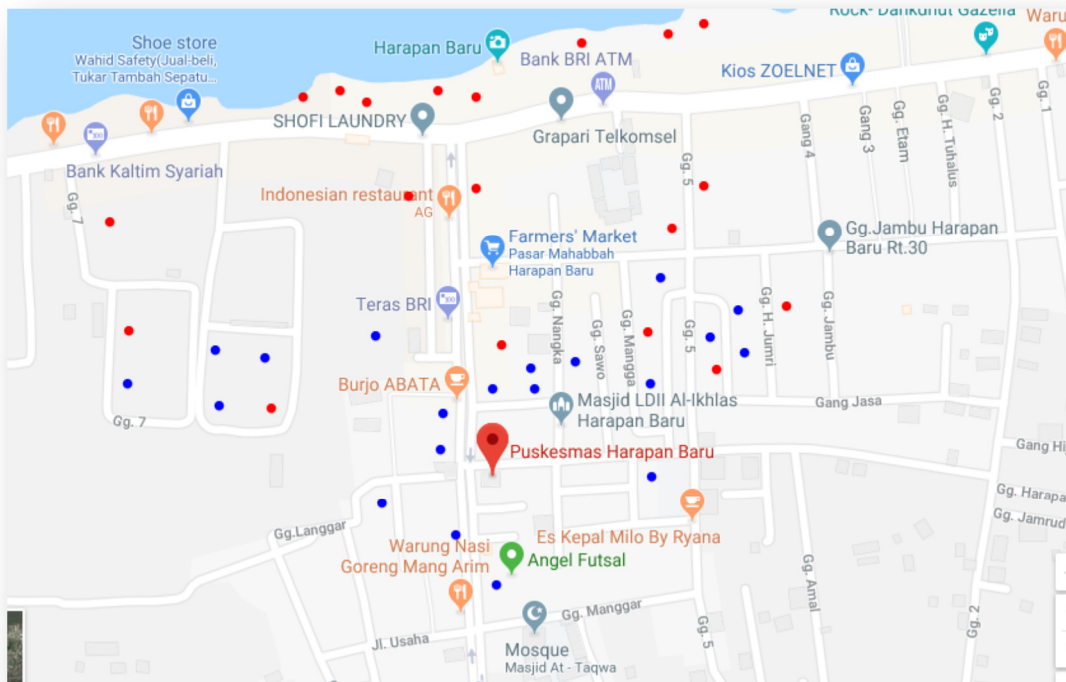 Rock- Dankdhut Gazella
Waru
Shoe store
Wahid Safety(Jual-beli,
Tukar Tambah Sepatu...
Harapan Baru
Bank BRI ATM
ATM
Kios ZOELNET
Gg. 1
Gg. 2
Gg. H. Tuhalus
Gg. Etam
Gang 3
Gang 4
SHOFI LAUNDRY
Grapari Telkomsel
Bank Kaltim Syariah
Gg. 5
Gg. 7
Indonesian restaurant
AG
Farmers' Market
Pasar Mahabbah
Harapan Baru
Gg.Jambu Harapan
Baru Rt.30
Teras BRI
Gg. Nangka
Gg. Sawo
Gg. Mangga
Gg. 5
Gg. H. Jumri
Gg. Jambu
Burjo ABATA
Masjid LDII Al-Ikhlas
Harapan Baru
Gang Jasa
Gg. 7
Puskesmas Harapan Baru
Gang Hij
Gg. Harapa
Gg. Jamrud
Gg.Langgar
Es Kepal Milo By Ryana
Warung Nasi
Goreng Mang Arim
Angel Futsal
Gg. Amal
Gg. 2
Gg. Manggar
Gg. 5
Jl. Usaha
Mosque
Masjid At - Taqwa